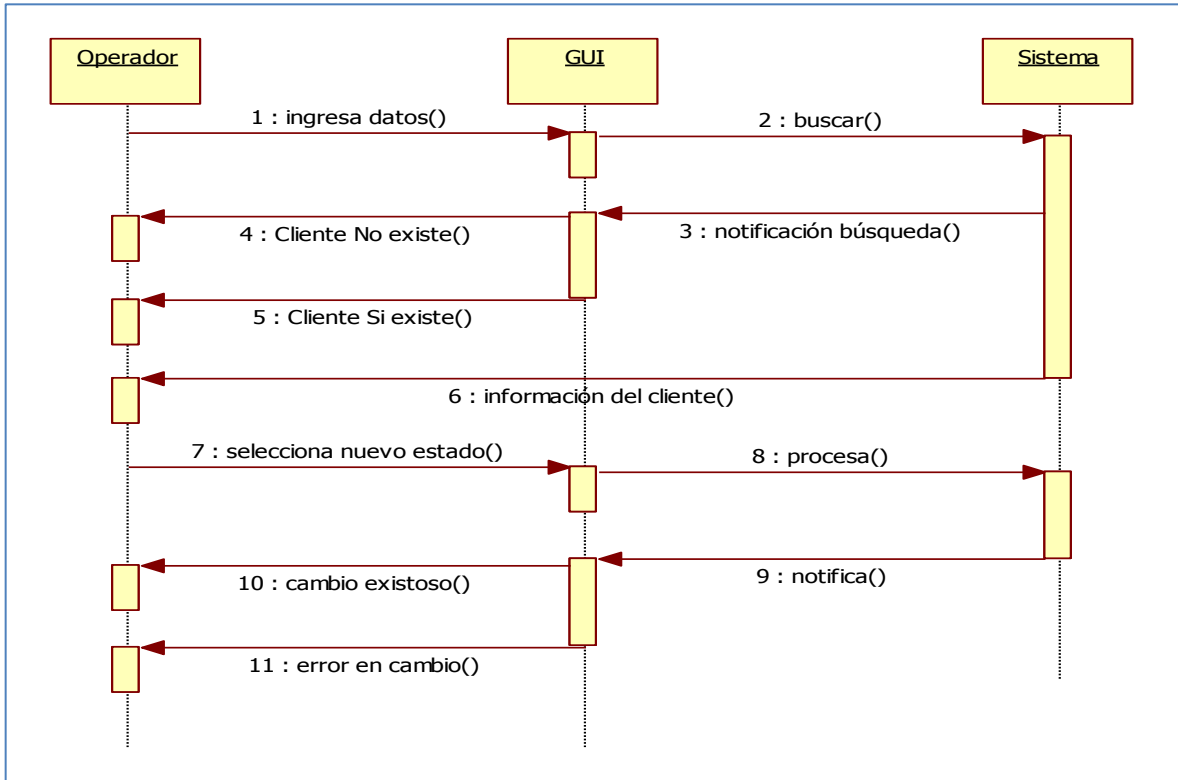 Operador
GUI
Sistema
1 : ingresa datos()
2 : buscar()
3 : notificación búsqueda()
4 : Cliente No existe()
5 : Cliente Si existe()
6 : información del cliente()
7 : selecciona nuevo estado()
8 : procesa()
9 : notifica()
10 : cambio existoso()
11 : error en cambio()